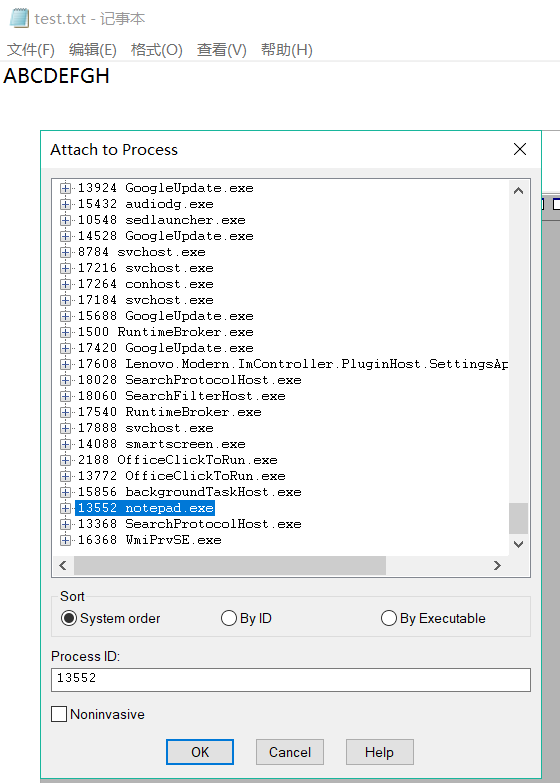 test.txt - 记事本
文件(F) 编辑(E) 格式(O) 查看(V) 帮助(H)
ABCDEFGH
Attach to Process
13924 GoogleUpdate.exe
15432 audiodg.exe
10548 sedlauncher.exe
14528 GoogleUpdate.exe
8784 svchost.exe
17216 svchost.exe
17264 conhost.exe
17184 svchost.exe
15688 GoogleUpdate.exe
1500 RuntimeBroker.exe
17420 GoogleUpdate.exe
17608 Lenovo.Modern.ImController.PluginHost.SettingsAp
18028 SearchProtocolHost.exe
18060 SearchFilterHost.exe
17540 RuntimeBroker.exe
17888 svchost.exe
14088 smartscreen.exe
2188 OfficeClickToRun.exe
13772 OfficeClickToRun.exe
15856 backgroundTaskHost.exe
13552 notepad.exe
13368 SearchProtocolHost.exe
16368 WmiPrvSE.exe
Sort
System order By ID By Executable
Process ID:
13552
Noninvasive
OK Cancel Help